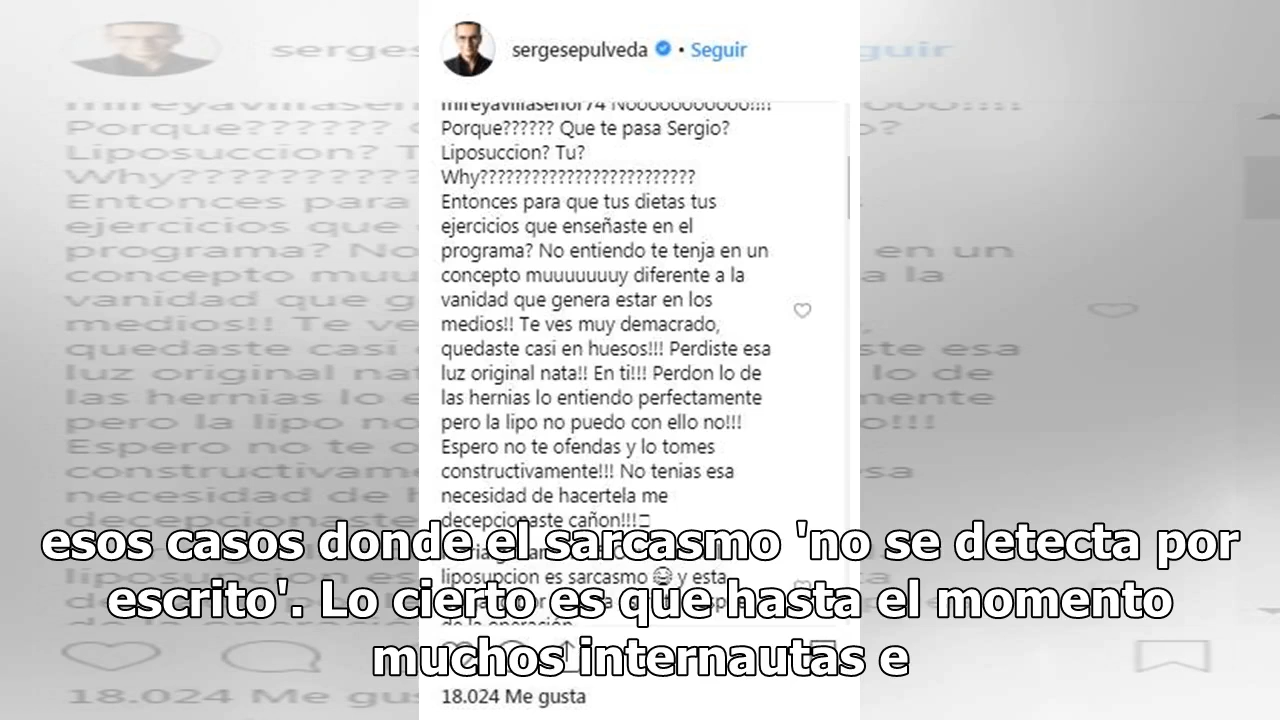 sergesepulveda • Seguir
mireyavillasenor74 Nooooooooooo!!!!
Porque?????? Que te pasa Sergio?
Liposuccion? Tu?
Why?????????????????????????
Entonces para que tus dietas tus
ejercicios que enseñaste en el
programa? No entiendo te tenja en un
concepto muuuuuuuy diferente a la
vanidad que genera estar en los
medios!! Te ves muy demacrado,
quedaste casi en huesos!!! Perdiste esa
luz original nata!! En ti!!! Perdon lo de
las hernias lo entiendo perfectamente
pero la lipo no puedo con ello no!!!
Espero no te ofendas y lo tomes
constructivamente!!! No tenias esa
necesidad de hacertela me
decepcionaste cañon!!!
liposupcion es sarcasmo 😂 y esta
de la operación
esos casos donde el sarcasmo 'no se detecta por
escrito'. Lo cierto es que hasta el momento
muchos internautas e
18.024 Me gusta